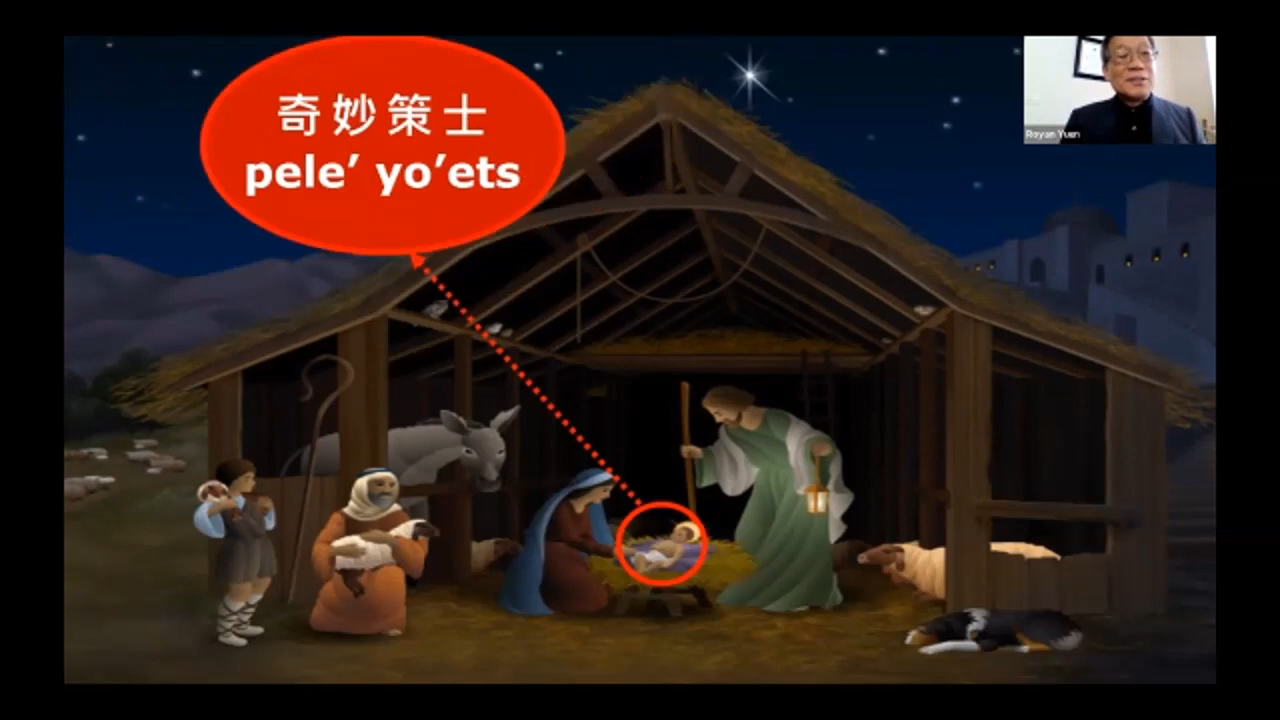 奇妙策士
pele’ yo’ets
Royan Yuen